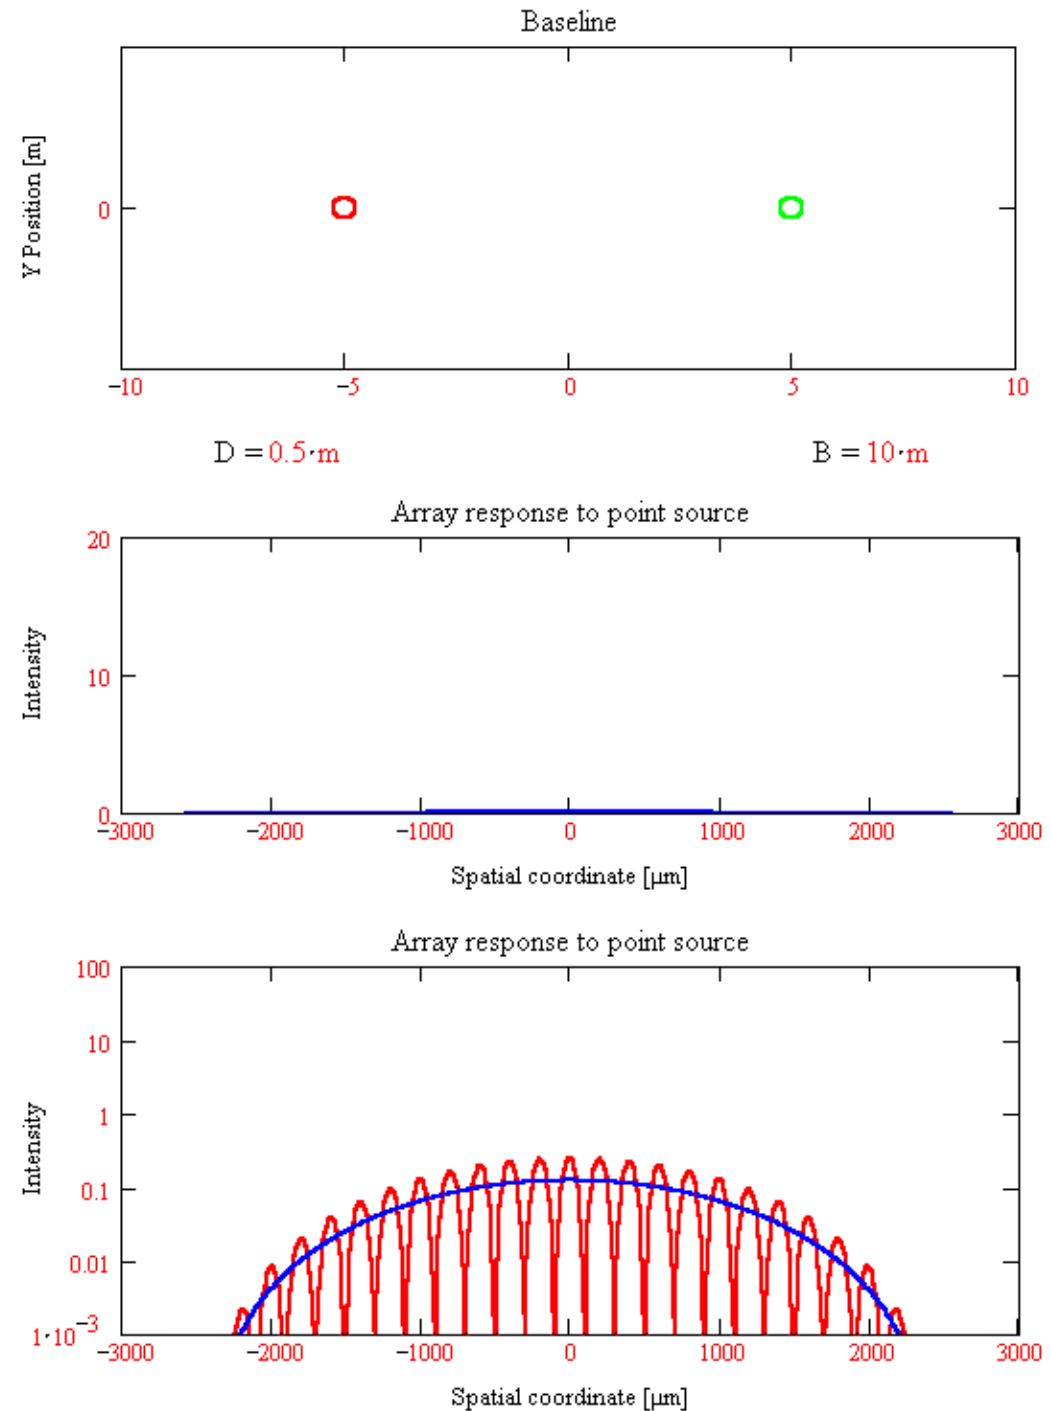 Baseline
Y Position [m]
0
−10 −5 0 5 10
D = 0.5·m B = 10·m
Array response to point source
Intensity
20
10
0
−3000 −2000 −1000 0 1000 2000 3000
Spatial coordinate [μm]
Array response to point source
Intensity
100
10
1
0.1
0.01
1·10⁻³
−3000 −2000 −1000 0 1000 2000 3000
Spatial coordinate [μm]